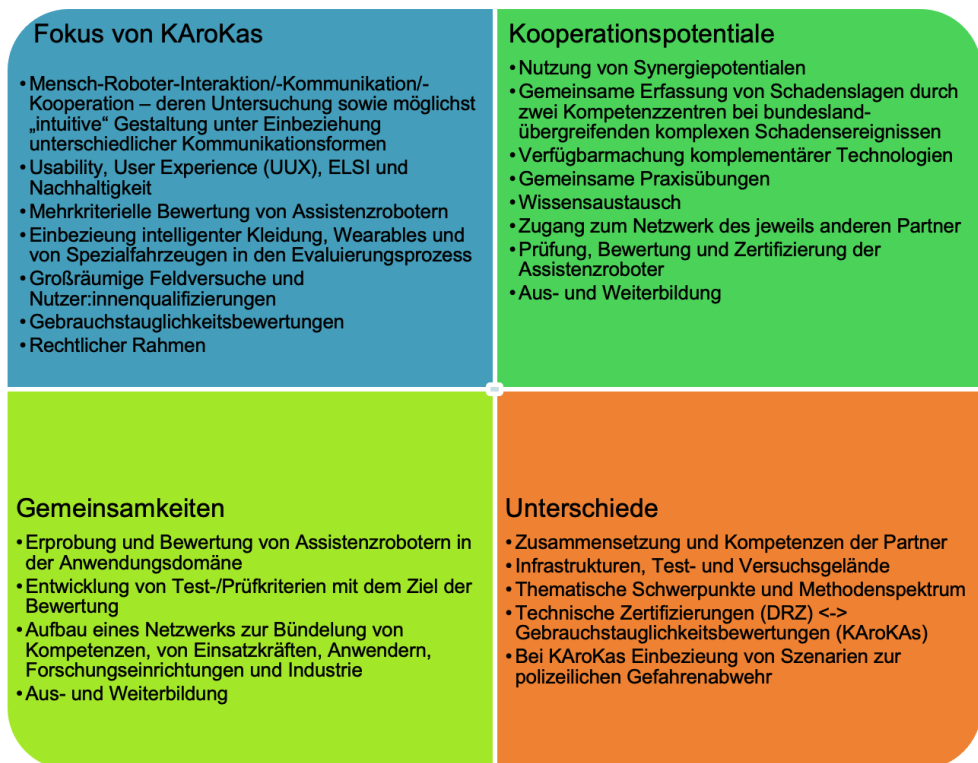 Fokus von KAroKas
• Mensch-Roboter-Interaktion/-Kommunikation/-
Kooperation – deren Untersuchung sowie möglichst
„intuitive“ Gestaltung unter Einbeziehung
unterschiedlicher Kommunikationsformen
• Usability, User Experience (UUX), ELSI und
Nachhaltigkeit
• Mehrkriterielle Bewertung von Assistenzrobotern
• Einbezieung intelligenter Kleidung, Wearables und
von Spezialfahrzeugen in den Evaluierungsprozess
• Großräumige Feldversuche und
Nutzer:innenqualifizierungen
• Gebrauchstauglichkeitsbewertungen
• Rechtlicher Rahmen
Kooperationspotentiale
• Nutzung von Synergiepotentialen
• Gemeinsame Erfassung von Schadenslagen durch
zwei Kompetenzzentren bei bundesland-
übergreifenden komplexen Schadensereignissen
• Verfügbarmachung komplementärer Technologien
• Gemeinsame Praxisübungen
• Wissensaustausch
• Zugang zum Netzwerk des jeweils anderen Partner
• Prüfung, Bewertung und Zertifizierung der
Assistenzroboter
• Aus- und Weiterbildung
Gemeinsamkeiten
• Erprobung und Bewertung von Assistenzrobotern in
der Anwendungsdomäne
• Entwicklung von Test-/Prüfkriterien mit dem Ziel der
Bewertung
• Aufbau eines Netzwerks zur Bündelung von
Kompetenzen, von Einsatzkräften, Anwendern,
Forschungseinrichtungen und Industrie
• Aus- und Weiterbildung
Unterschiede
• Zusammensetzung und Kompetenzen der Partner
• Infrastrukturen, Test- und Versuchsgelände
• Thematische Schwerpunkte und Methodenspektrum
• Technische Zertifizierungen (DRZ) <->
Gebrauchstauglichkeitsbewertungen (KAroKAs)
• Bei KAroKas Einbezieung von Szenarien zur
polizeilichen Gefahrenabwehr